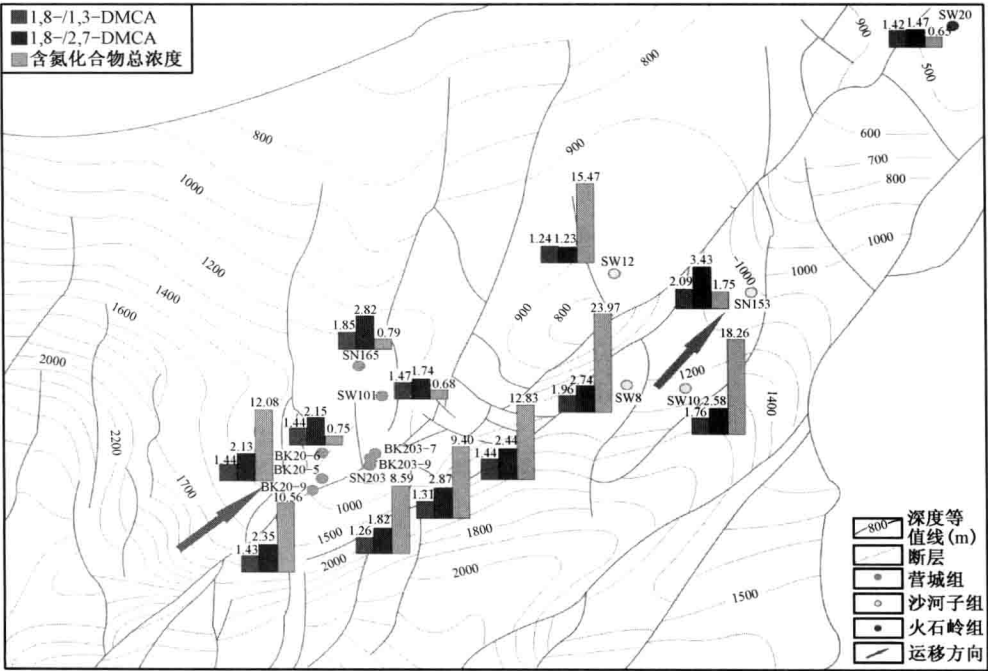 1,8-/1,3-DMCA
1,8-/2,7-DMCA
含氮化合物总浓度
SW20
1.42 1.47
0.65
900
500
800
800
600
700
800
900
1000
15.47
1000
1.24 1.23
SW12
1200
1000
1000
3.43
2.09
1.75
SN153
1400
1600
900
800
23.97
2.82
1.85
0.79
SN165
18.26
2000
1200
1.47 1.74
0.68
SW101
2.74
1.96
SW8
SW10
2.58
1.76
1400
12.08
12.83
2.15
1.44
0.75
2200
2.13
1.44
BK20-6
BK20-5
BK20-9
BK203-7
BK203-9
SN203
9.40
2.44
1.44
1700
10.56
8.59
2.87
1.31
1000
1500
1800
1.82
1.26
2.35
1.43
2000
2000
1500
800
深度等
值线(m)
断层
营城组
沙河子组
火石岭组
运移方向